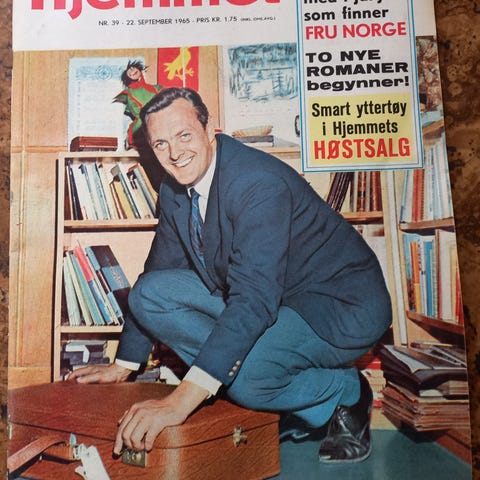 Hjemmet
NR. 39 · 22. SEPTEMBER 1965 · PRIS KR. 1.75 (INKL. OMS.AVG.)
med i jury
som finner
FRU NORGE
TO NYE
ROMANER
begynner!
Smart yttertøy
i Hjemmets
HØSTSALG